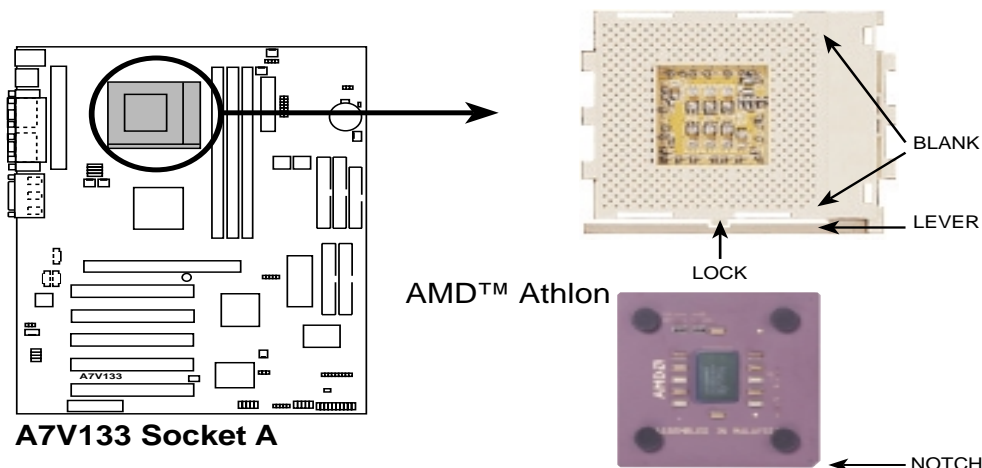 BLANK
LEVER
LOCK
AMD™ Athlon
A7V133
AMD
A7V133 Socket A
NOTCH